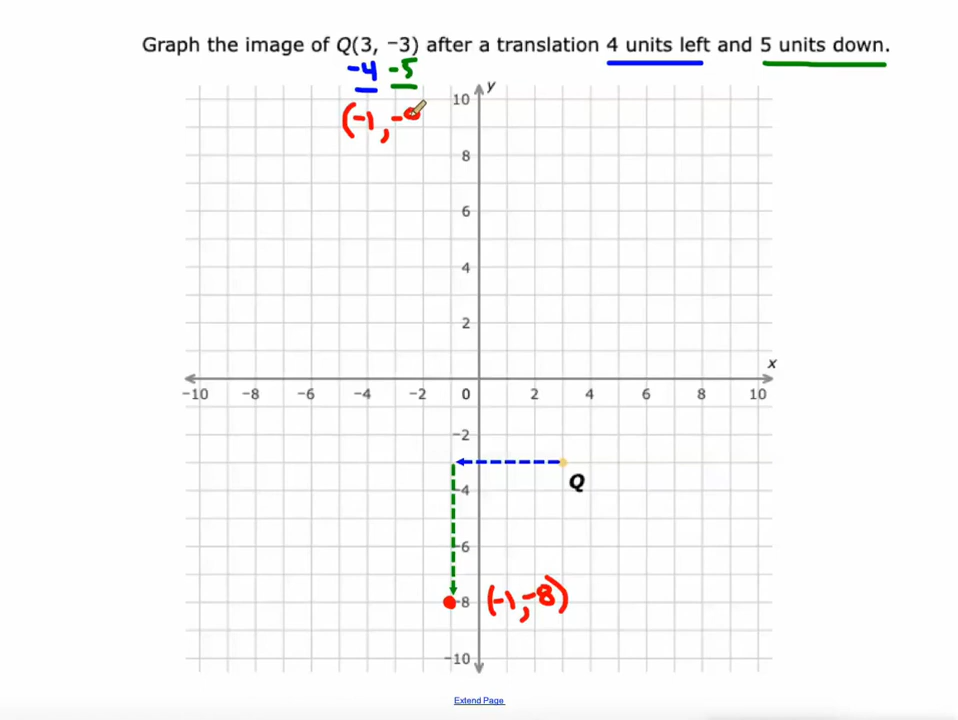 Graph the image of Q(3, −3) after a translation 4 units left and 5 units down.
-4 -5
(-1,-
y
10
8
6
4
2
x
−10 −8 −6 −4 −2 0 2 4 6 8 10
−2
Q
−4
−6
−8 (-1,-8)
−10
Extend Page